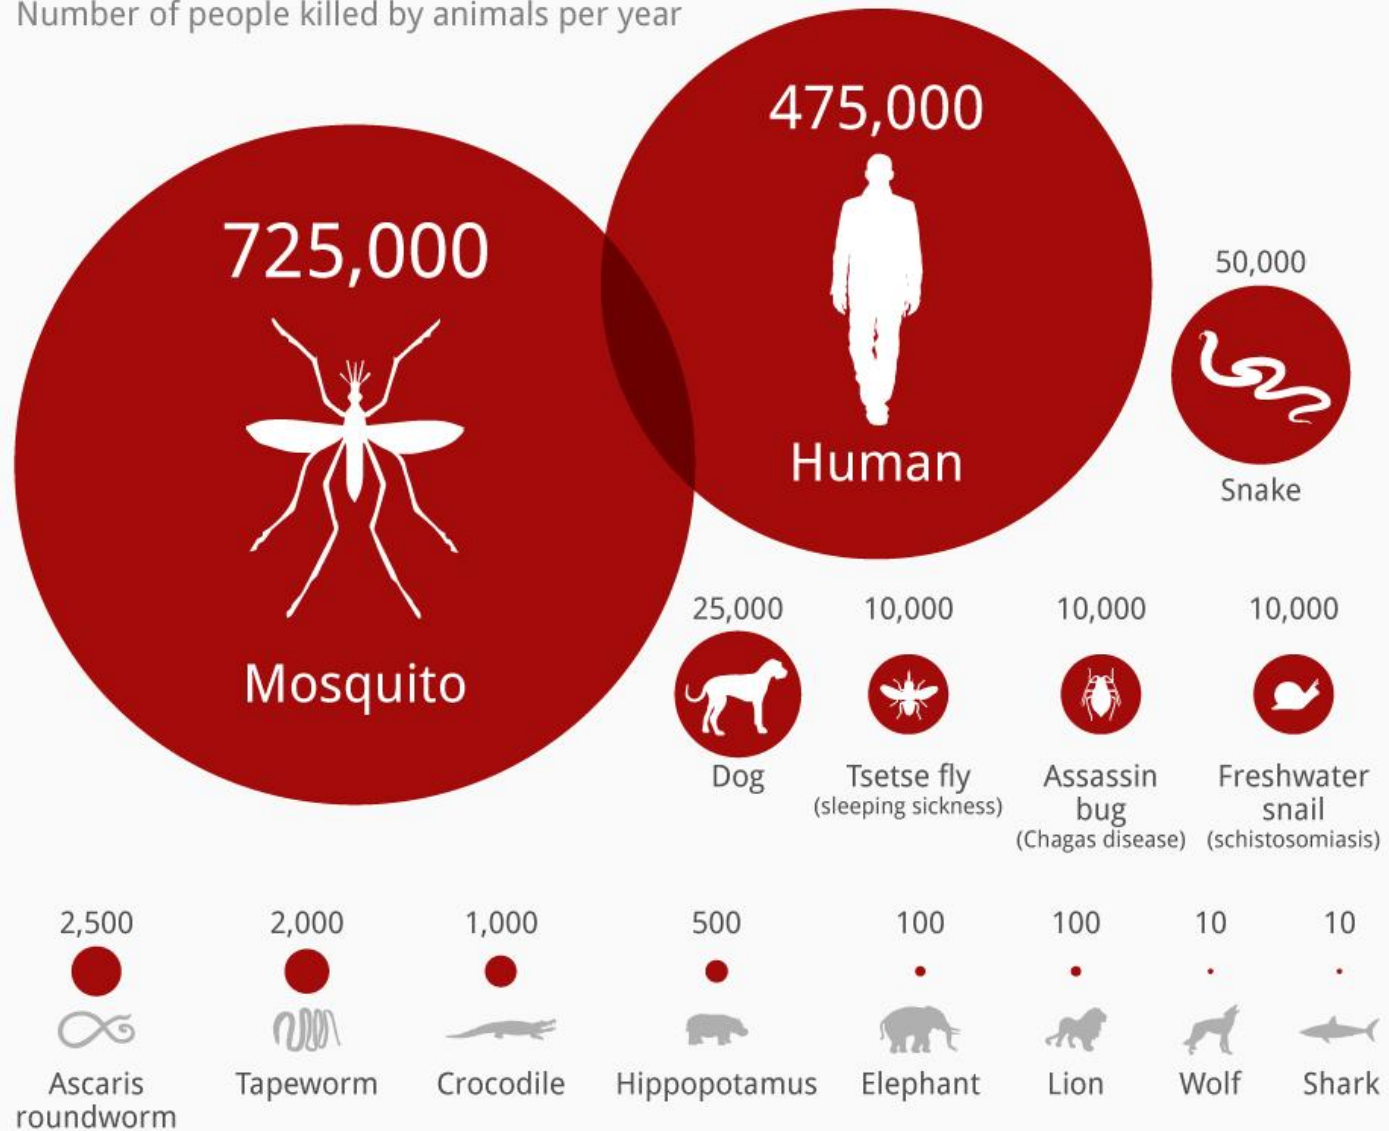 Number of people killed by animals per year
475,000
725,000
50,000
Human
Snake
Mosquito
25,000
10,000
10,000
10,000
Dog
Tsetse fly
(sleeping sickness)
Assassin
bug
(Chagas disease)
Freshwater
snail
(schistosomiasis)
2,500
2,000
1,000
500
100
100
10
10
Ascaris
roundworm
Tapeworm
Crocodile
Hippopotamus
Elephant
Lion
Wolf
Shark